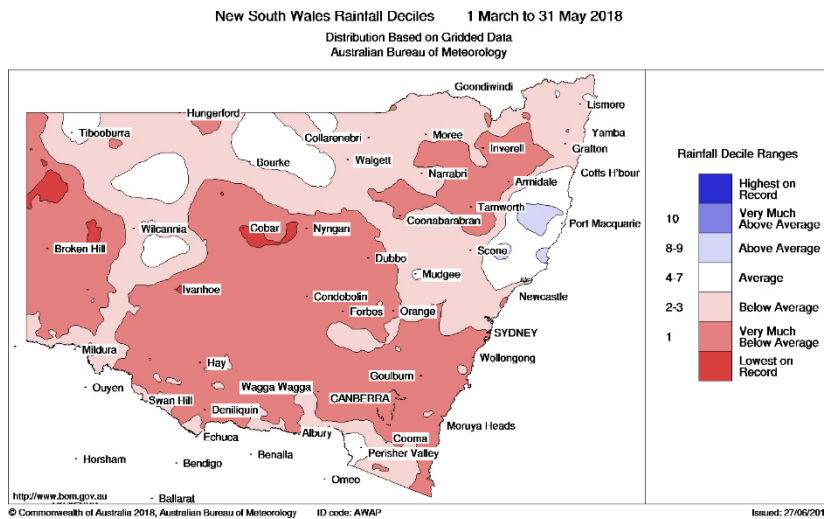 New South Wales Rainfall Deciles 1 March to 31 May 2018
Distribution Based on Gridded Data
Australian Bureau of Meteorology
Goondiwindi
Lismore
Hungerford
Tibooburra
Collarenebri
Moree
Yamba
Inverell
Grafton
Bourke
Walgett
Narrabri
Coffs H'bour
Armidale
Tamworth
Coonabarabran
Port Macquarie
Wilcannia
Cobar
Nyngan
Broken Hill
Scone
Dubbo
Mudgee
Ivanhoe
Condobolin
Newcastle
Forbes
Orange
SYDNEY
Mildura
Wollongong
Hay
Goulburn
Ouyen
Wagga Wagga
CANBERRA
Swan Hill
Deniliquin
Moruya Heads
Echuca
Albury
Cooma
Perisher Valley
Horsham
Bendigo
Benalla
Omeo
Ballarat
http://www.bom.gov.au
Rainfall Decile Ranges
Highest on
Record
10 Very Much
Above Average
8-9 Above Average
4-7 Average
2-3 Below Average
1 Very Much
Below Average
Lowest on
Record
© Commonwealth of Australia 2018, Australian Bureau of Meteorology ID code: AWAP Issued: 27/06/201